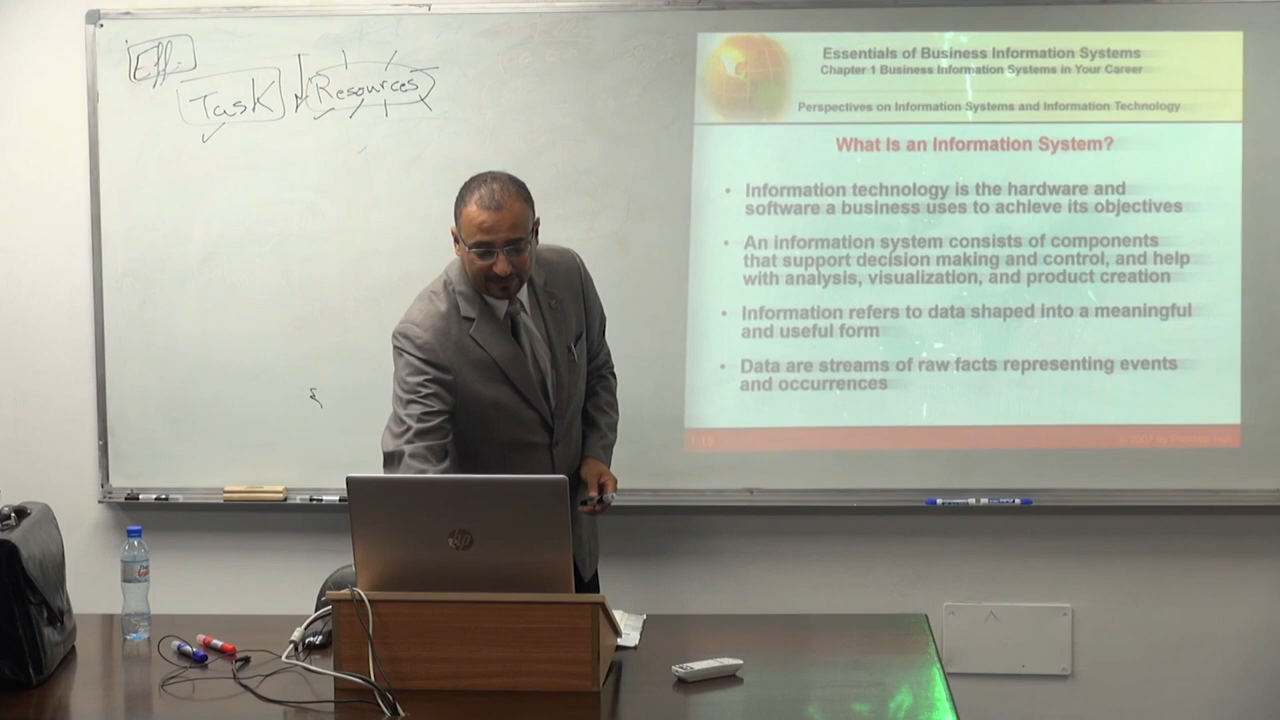 Eff.
Task Resources
Essentials of Business Information Systems
Chapter 1 Business Information Systems in Your Career
Perspectives on Information Systems and Information Technology
What Is an Information System?
• Information technology is the hardware and
software a business uses to achieve its objectives
• An information system consists of components
that support decision making and control, and help
with analysis, visualization, and product creation
• Information refers to data shaped into a meaningful
and useful form
• Data are streams of raw facts representing events
and occurrences
© 2007 by Prentice Hall
hp